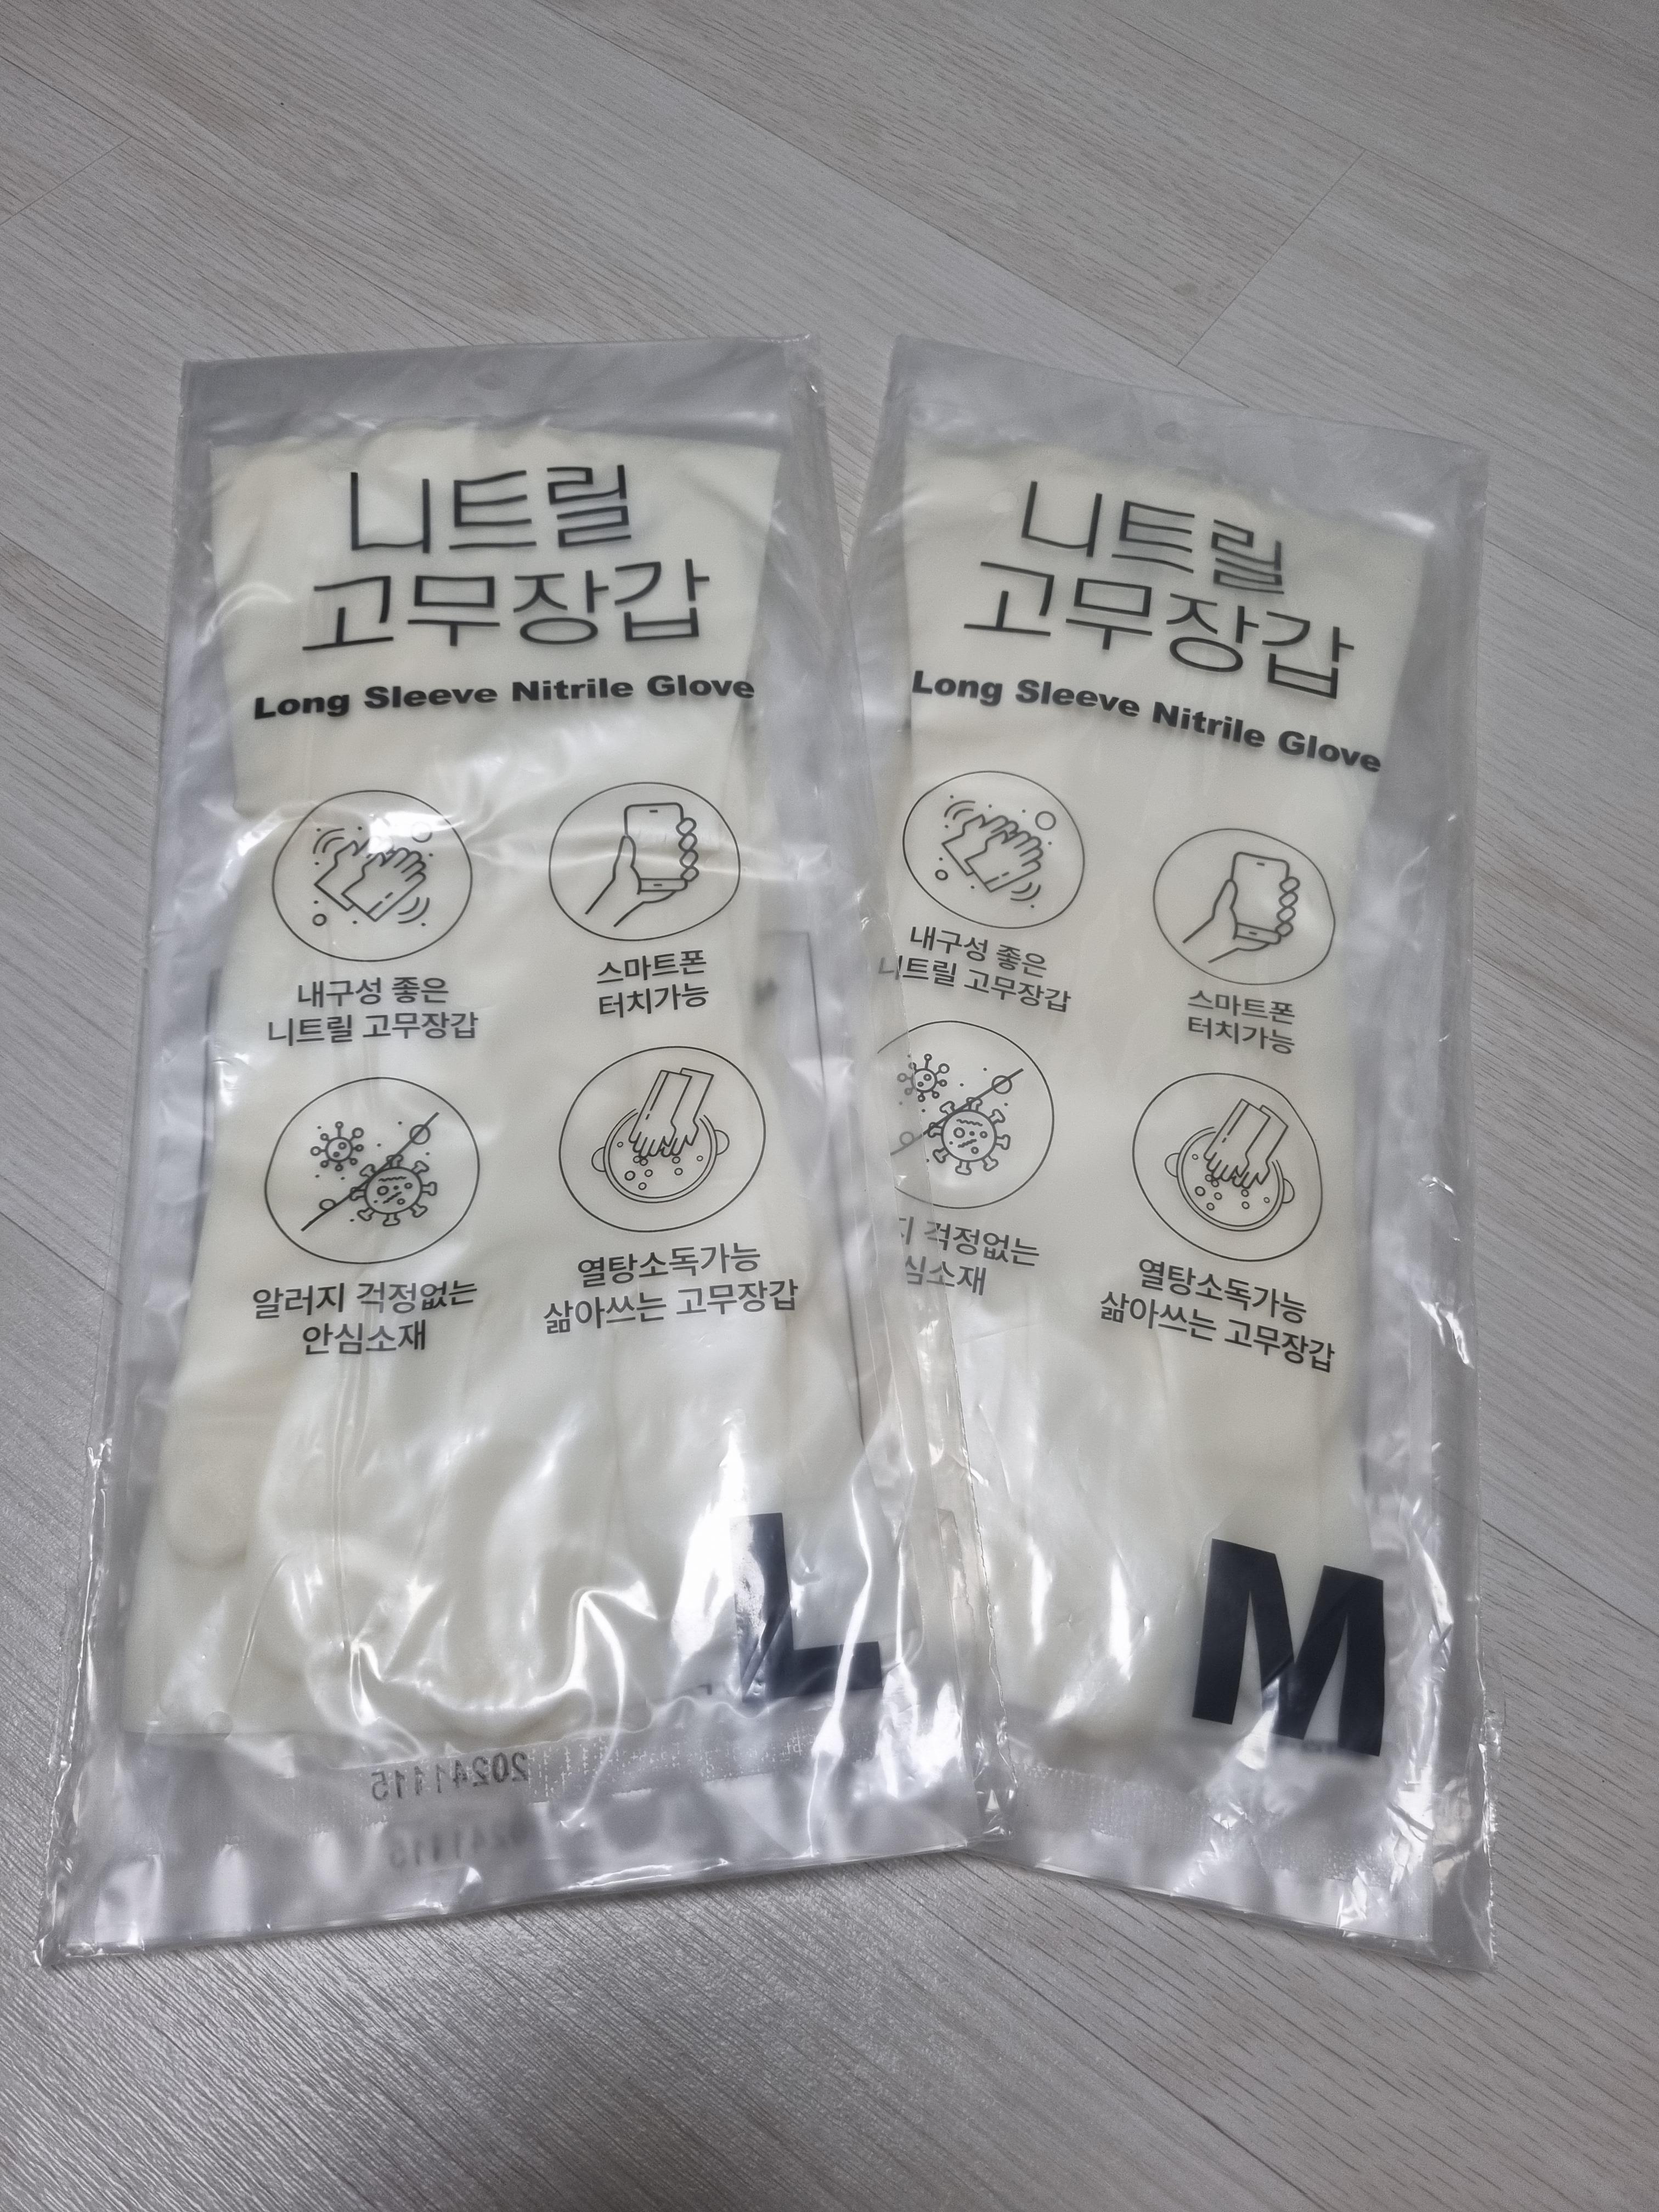 니트릴
고무장갑
Long Sleeve Nitrile Glove
내구성 좋은
니트릴 고무장갑
스마트폰
터치가능
알러지 걱정없는
안심소재
열탕소독가능
삶아쓰는 고무장갑
L
20241115
니트릴
고무장갑
Long Sleeve Nitrile Glove
내구성 좋은
니트릴 고무장갑
스마트폰
터치가능
지 걱정없는
심소재
열탕소독가능
삶아쓰는 고무장갑
M